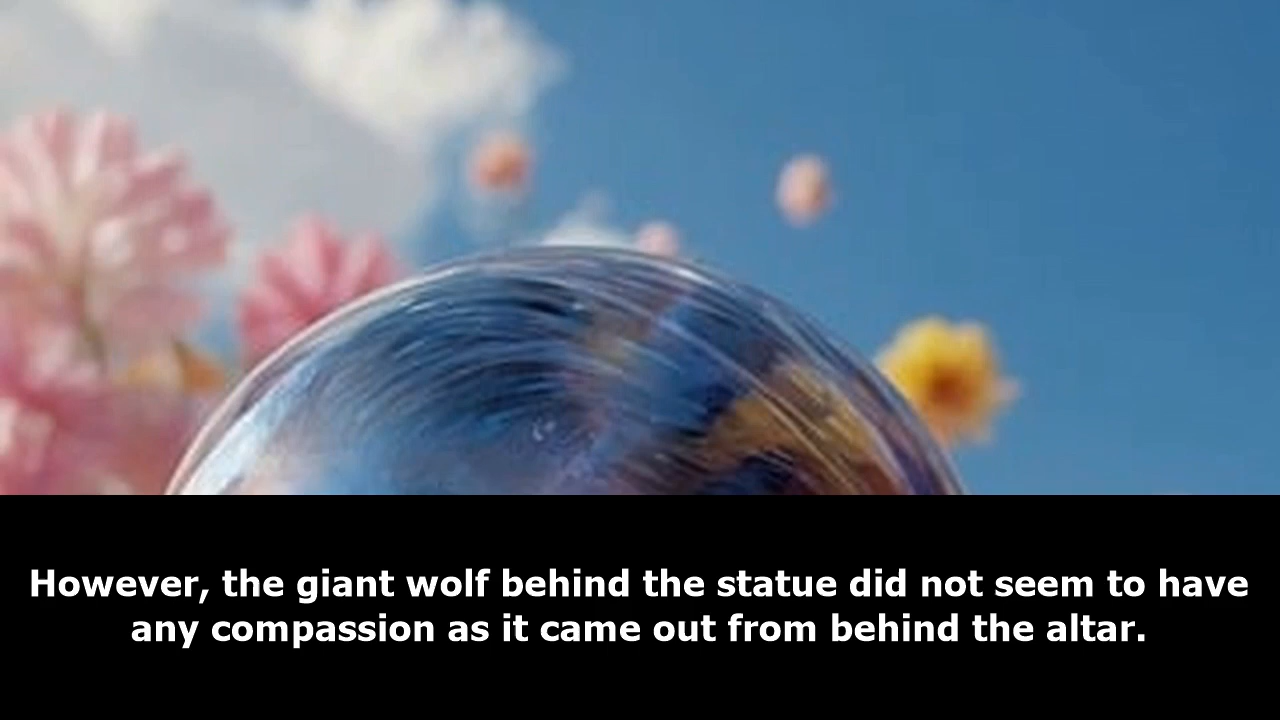 However, the giant wolf behind the statue did not seem to have
any compassion as it came out from behind the altar.